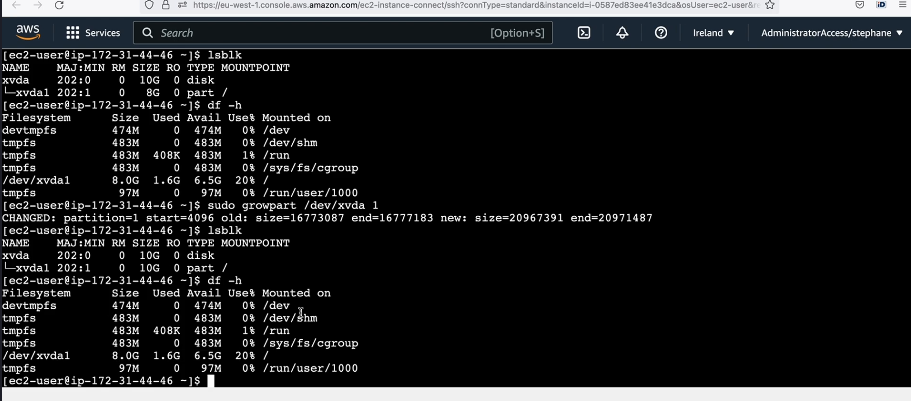 https://eu-west-1.console.aws.amazon.com/ec2-instance-connect/ssh?connType=standard&instanceId=i-0587ed83ee41e3dca&osUser=ec2-user&re
aws Services Search [Option+S] Ireland AdministratorAccess/stephane
[ec2-user@ip-172-31-44-46 ~]$ lsblk
NAME    MAJ:MIN RM SIZE RO TYPE MOUNTPOINT
xvda    202:0    0  10G  0 disk
└─xvda1 202:1    0   8G  0 part /
[ec2-user@ip-172-31-44-46 ~]$ df -h
Filesystem      Size  Used Avail Use% Mounted on
devtmpfs        474M     0  474M   0% /dev
tmpfs           483M     0  483M   0% /dev/shm
tmpfs           483M  408K  483M   1% /run
tmpfs           483M     0  483M   0% /sys/fs/cgroup
/dev/xvda1      8.0G  1.6G  6.5G  20% /
tmpfs            97M     0   97M   0% /run/user/1000
[ec2-user@ip-172-31-44-46 ~]$ sudo growpart /dev/xvda 1
CHANGED: partition=1 start=4096 old: size=16773087 end=16777183 new: size=20967391 end=20971487
[ec2-user@ip-172-31-44-46 ~]$ lsblk
NAME    MAJ:MIN RM SIZE RO TYPE MOUNTPOINT
xvda    202:0    0  10G  0 disk
└─xvda1 202:1    0  10G  0 part /
[ec2-user@ip-172-31-44-46 ~]$ df -h
Filesystem      Size  Used Avail Use% Mounted on
devtmpfs        474M     0  474M   0% /dev
tmpfs           483M     0  483M   0% /dev/shm
tmpfs           483M  408K  483M   1% /run
tmpfs           483M     0  483M   0% /sys/fs/cgroup
/dev/xvda1      8.0G  1.6G  6.5G  20% /
tmpfs            97M     0   97M   0% /run/user/1000
[ec2-user@ip-172-31-44-46 ~]$